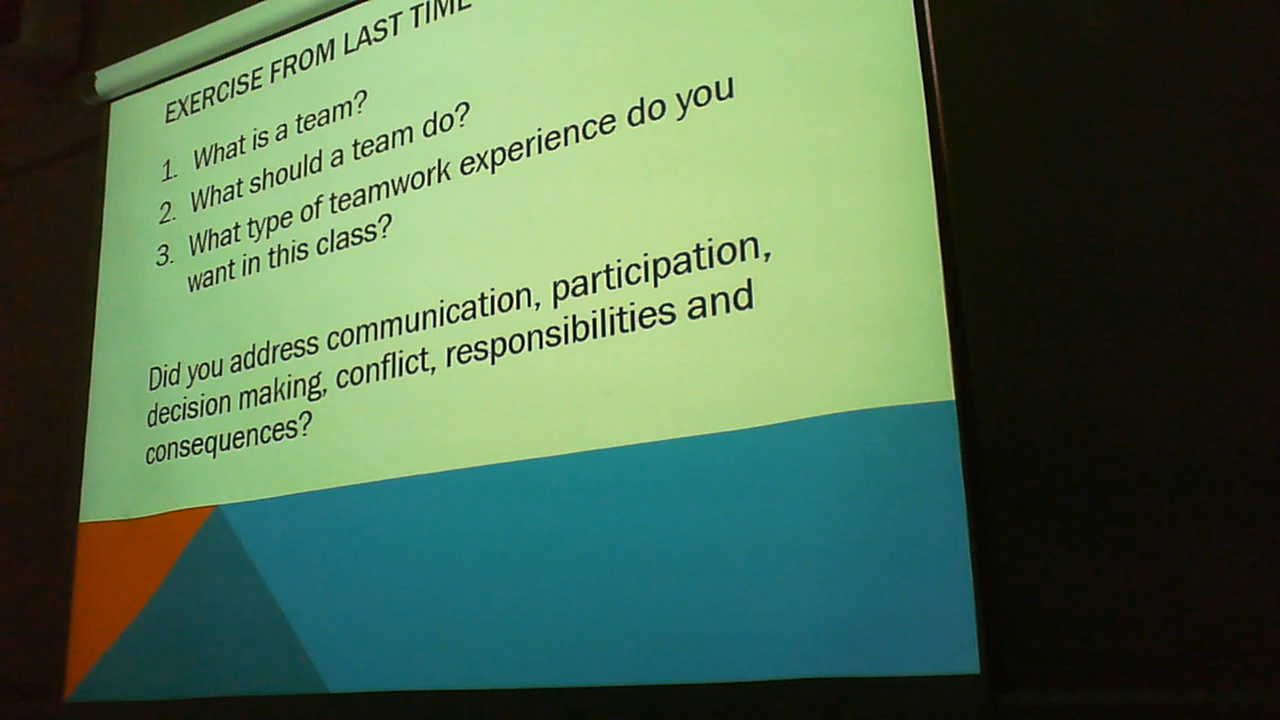 EXERCISE FROM LAST TIME
1. What is a team?
2. What should a team do?
3. What type of teamwork experience do you
want in this class?
Did you address communication, participation,
decision making, conflict, responsibilities and
consequences?